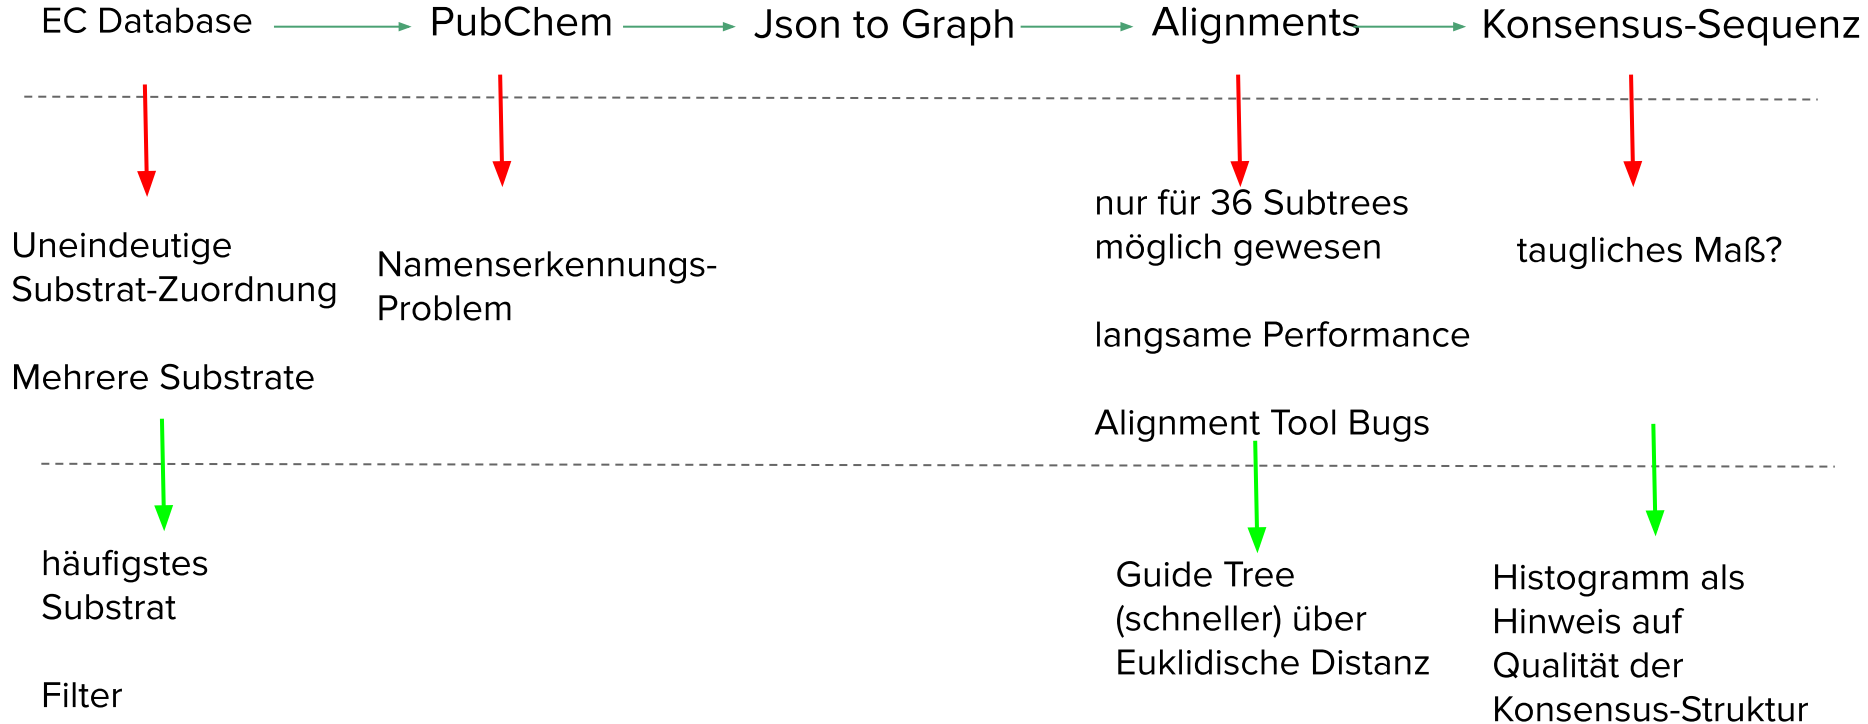 EC Database
PubChem
Json to Graph
Alignments
Konsensus-Sequenz
Uneindeutige
Substrat-Zuordnung
Mehrere Substrate
Namenserkennungs-
Problem
nur für 36 Subtrees
möglich gewesen
langsame Performance
Alignment Tool Bugs
taugliches Maß?
häufigstes
Substrat
Filter
Guide Tree
(schneller) über
Euklidische Distanz
Histogramm als
Hinweis auf
Qualität der
Konsensus-Struktur